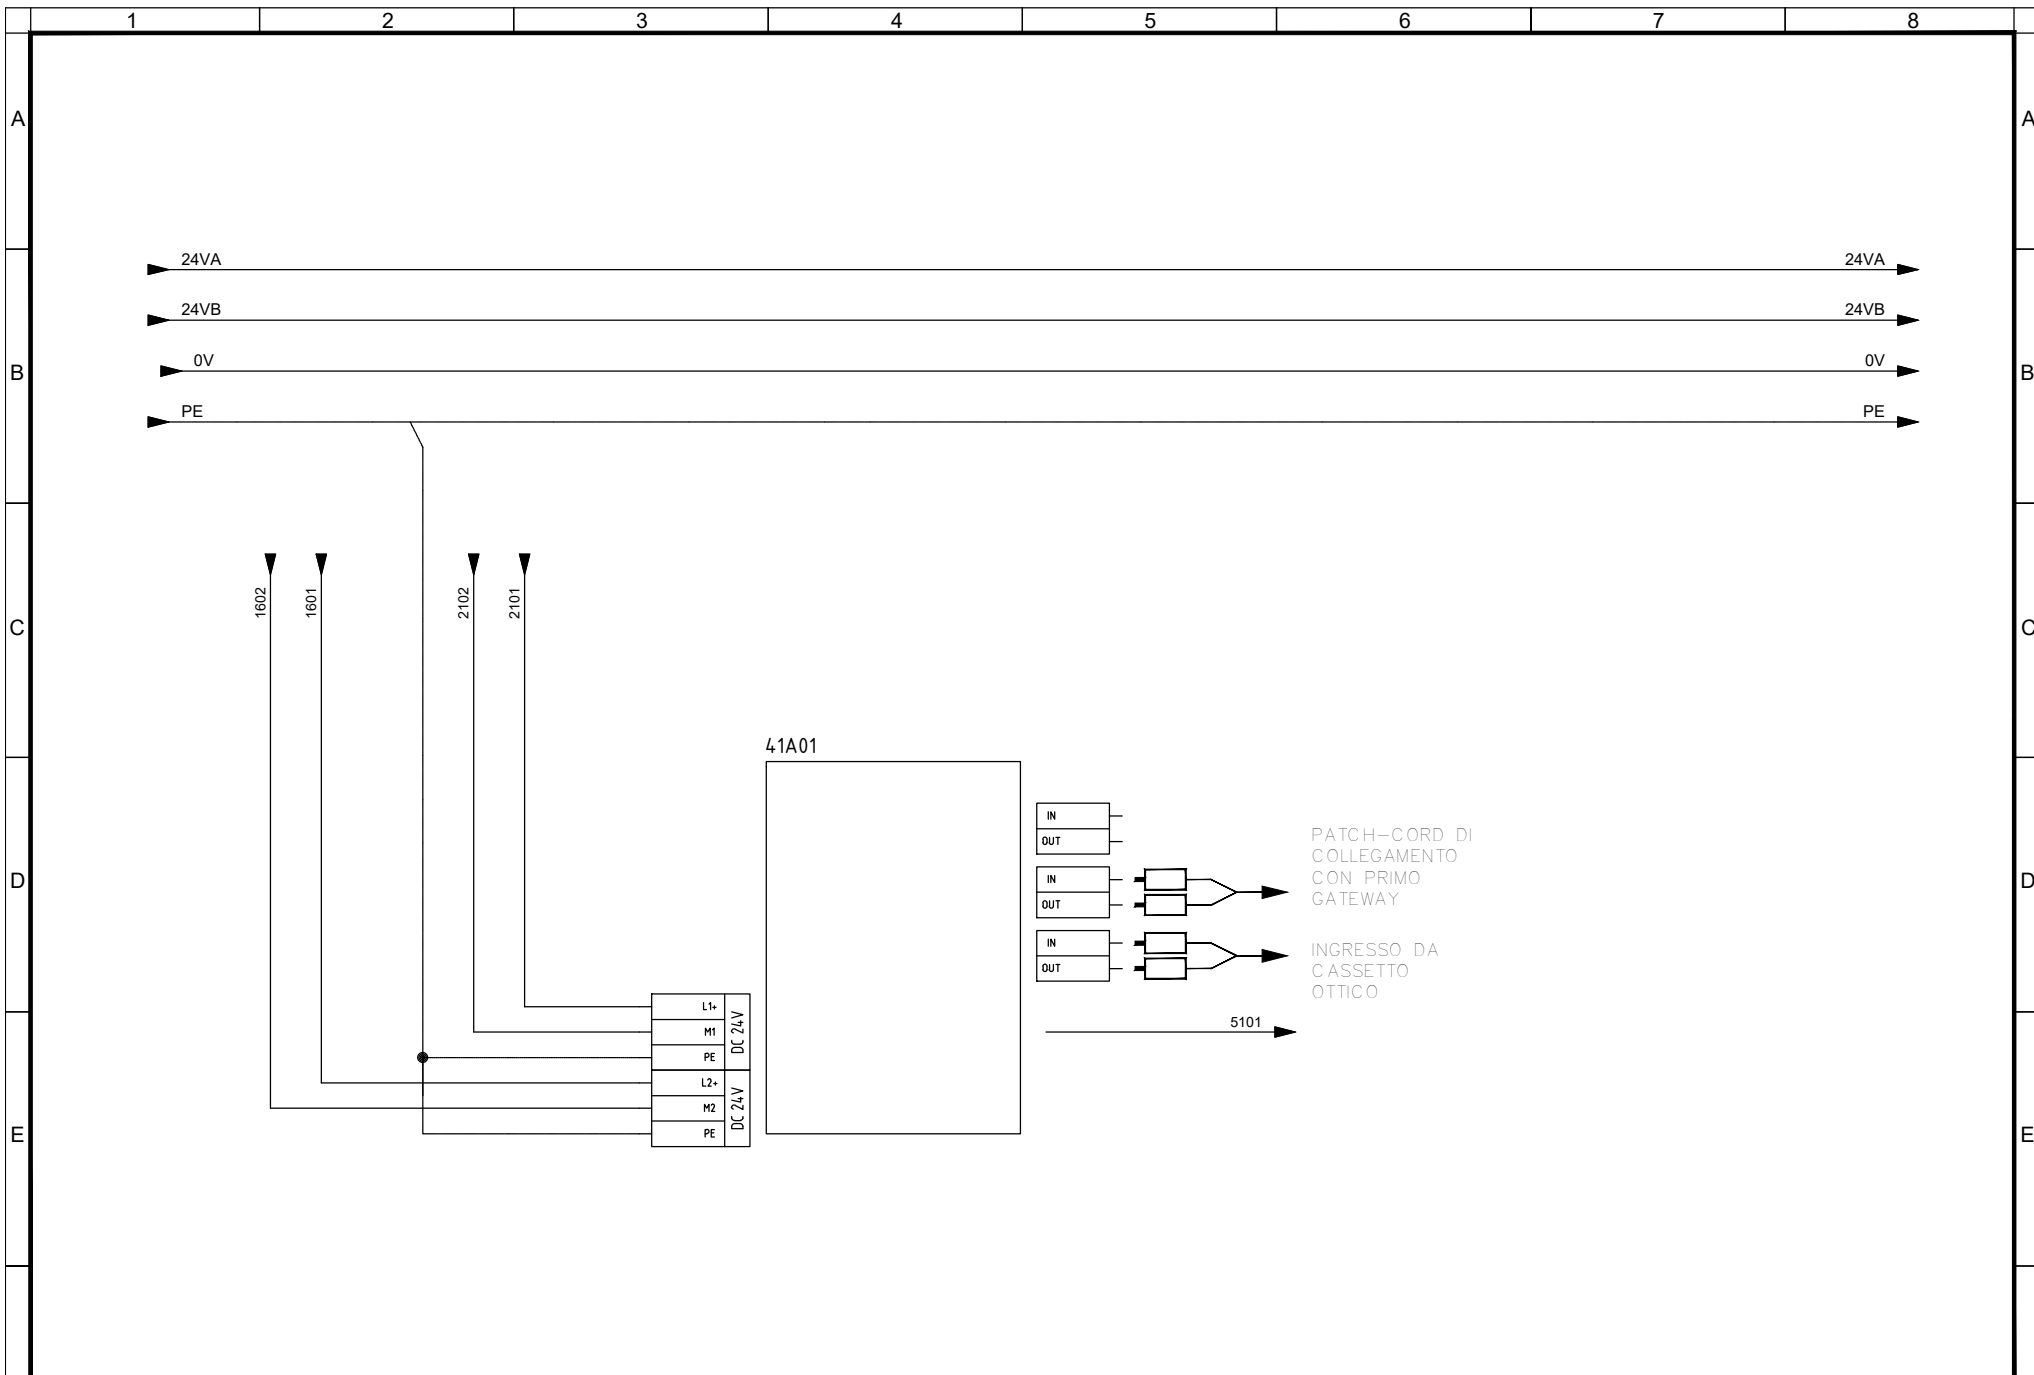 1 2 3 4 5 6 7 8
A A
24VA 24VA
24VB 24VB
B 0V 0V B
PE PE
1602 1601 2102 2101
C C
41A01
IN
OUT
PATCH-CORD DI
COLLEGAMENTO
CON PRIMO
GATEWAY
D D
IN
OUT
IN
OUT
INGRESSO DA
CASSETTO
OTTICO
5101
L1+
M1
PE
DC 24V
L2+
M2
PE
DC 24V
E E